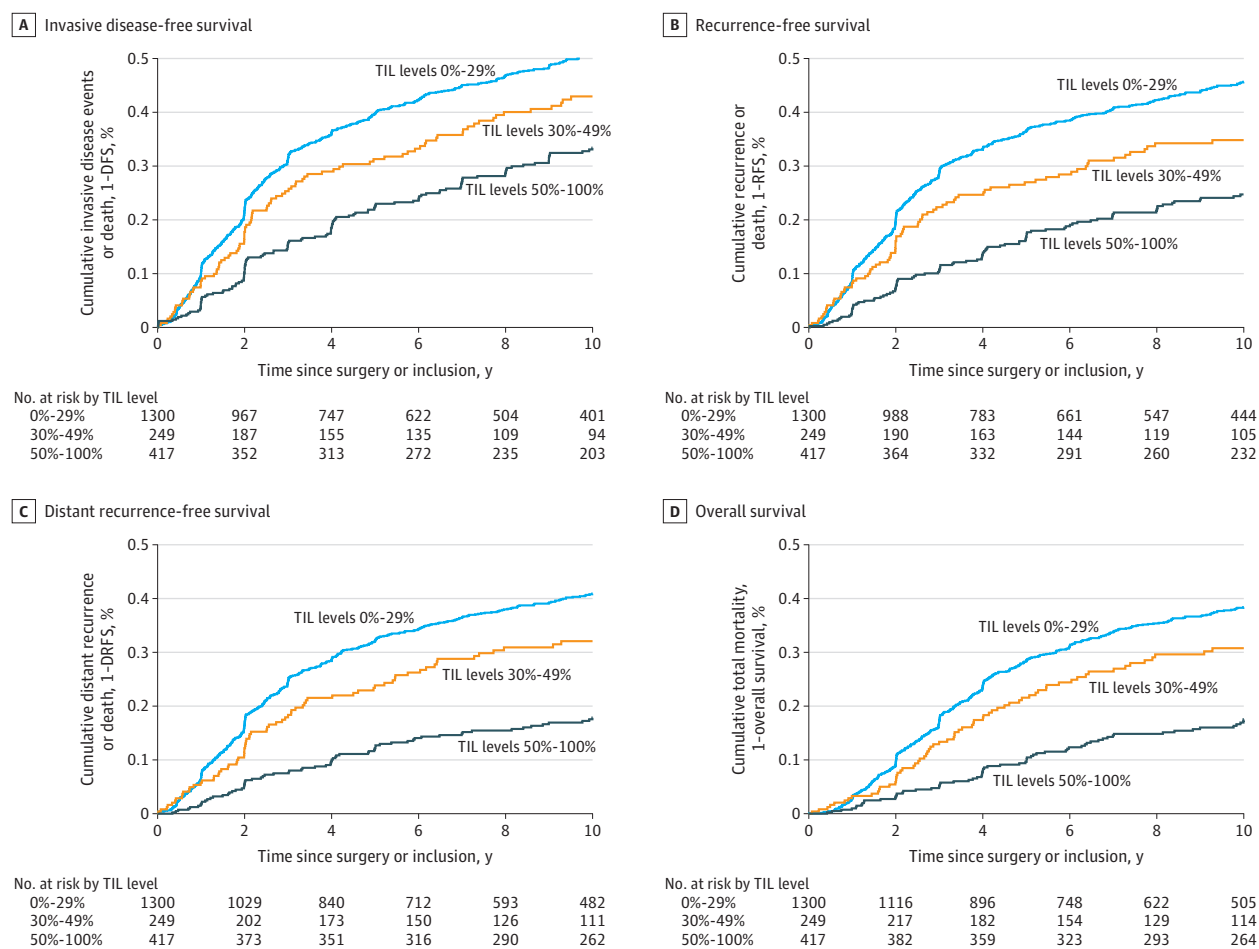 A Invasive disease-free survival
Cumulative invasive disease events
or death, 1-DFS, %
0.5
0.4
0.3
0.2
0.1
0
TIL levels 0%-29%
TIL levels 30%-49%
TIL levels 50%-100%
0 2 4 6 8 10
Time since surgery or inclusion, y
No. at risk by TIL level
0%-29% 1300 967 747 622 504 401
30%-49% 249 187 155 135 109 94
50%-100% 417 352 313 272 235 203
B Recurrence-free survival
Cumulative recurrence or
death, 1-RFS, %
0.5
0.4
0.3
0.2
0.1
0
TIL levels 0%-29%
TIL levels 30%-49%
TIL levels 50%-100%
0 2 4 6 8 10
Time since surgery or inclusion, y
No. at risk by TIL level
0%-29% 1300 988 783 661 547 444
30%-49% 249 190 163 144 119 105
50%-100% 417 364 332 291 260 232
C Distant recurrence-free survival
Cumulative distant recurrence
or death, 1-DRFS, %
0.5
0.4
0.3
0.2
0.1
0
TIL levels 0%-29%
TIL levels 30%-49%
TIL levels 50%-100%
0 2 4 6 8 10
Time since surgery or inclusion, y
No. at risk by TIL level
0%-29% 1300 1029 840 712 593 482
30%-49% 249 202 173 150 126 111
50%-100% 417 373 351 316 290 262
D Overall survival
Cumulative total mortality,
1-overall survival, %
0.5
0.4
0.3
0.2
0.1
0
TIL levels 0%-29%
TIL levels 30%-49%
TIL levels 50%-100%
0 2 4 6 8 10
Time since surgery or inclusion, y
No. at risk by TIL level
0%-29% 1300 1116 896 748 622 505
30%-49% 249 217 182 154 129 114
50%-100% 417 382 359 323 293 264